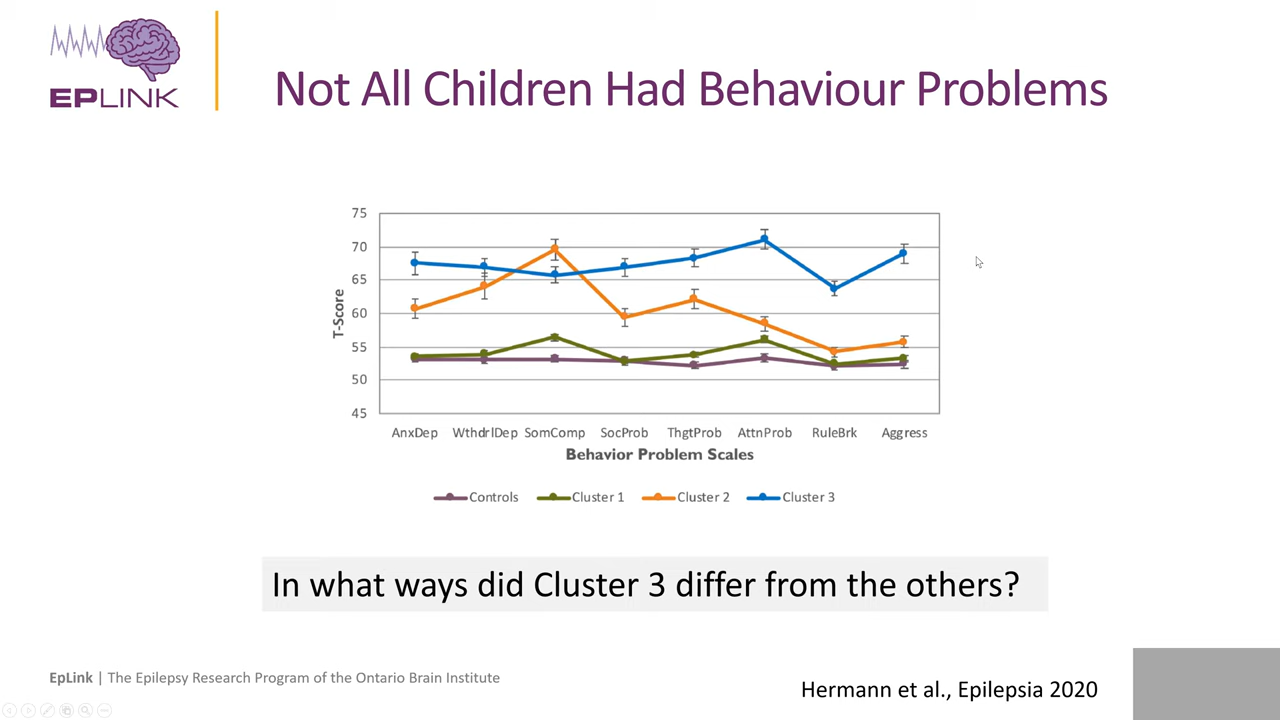 EPLINK
Not All Children Had Behaviour Problems
75
70
65
60
55
50
45
T-Score
AnxDep WthdrlDep SomComp SocProb ThgtProb AttnProb RuleBrk Aggress
Behavior Problem Scales
Controls Cluster 1 Cluster 2 Cluster 3
In what ways did Cluster 3 differ from the others?
EpLink | The Epilepsy Research Program of the Ontario Brain Institute
Hermann et al., Epilepsia 2020